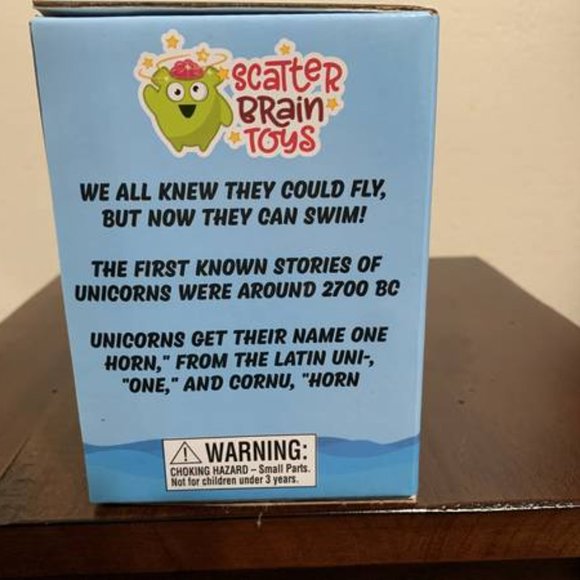 SCATTER
BRAIN
TOYS
WE ALL KNEW THEY COULD FLY,
BUT NOW THEY CAN SWIM!
THE FIRST KNOWN STORIES OF
UNICORNS WERE AROUND 2700 BC
UNICORNS GET THEIR NAME ONE
HORN," FROM THE LATIN UNI-,
"ONE," AND CORNU, "HORN
WARNING:
CHOKING HAZARD – Small Parts.
Not for children under 3 years.